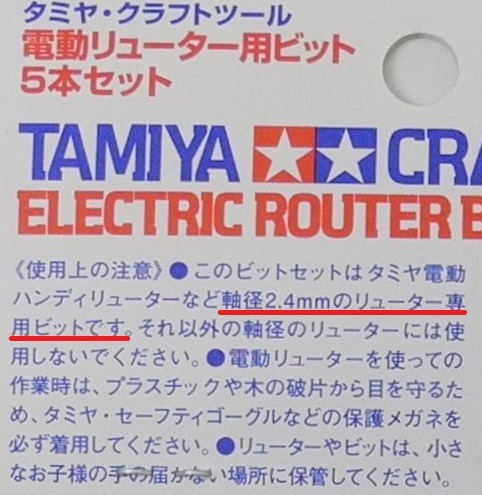 タミヤ・クラフトツール
電動リューター用ビット
5本セット
TAMIYA CRA
ELECTRIC ROUTER B
《使用上の注意》●このビットセットはタミヤ電動
ハンディリューターなど軸径2.4mmのリューター専
用ビットです。それ以外の軸径のリューターには使
用しないでください。●電動リューターを使っての
作業時は、プラスチックや木の破片から目を守るた
め、タミヤ・セーフティゴーグルなどの保護メガネを
必ず着用してください。●リューターやビットは、小さ
なお子様の手の届かない場所に保管してください。